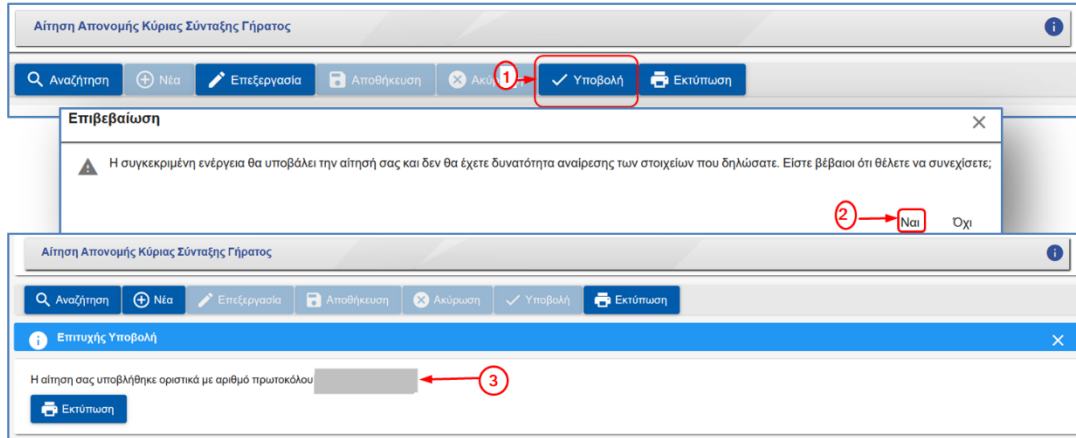 Αίτηση Απονομής Κύριας Σύνταξης Γήρατος
Αναζήτηση Νέα Επεξεργασία Αποθήκευση 1 Υποβολή Εκτύπωση
Επιβεβαίωση
Η συγκεκριμένη ενέργεια θα υποβάλει την αίτησή σας και δεν θα έχετε δυνατότητα αναίρεσης των στοιχείων που δηλώσατε. Είστε βέβαιοι ότι θέλετε να συνεχίσετε;
2 Ναι Όχι
Αίτηση Απονομής Κύριας Σύνταξης Γήρατος
Αναζήτηση Νέα Επεξεργασία Αποθήκευση Ακύρωση Υποβολή Εκτύπωση
Επιτυχής Υποβολή
Η αίτηση σας υποβλήθηκε οριστικά με αριθμό πρωτοκόλου 3
Εκτύπωση